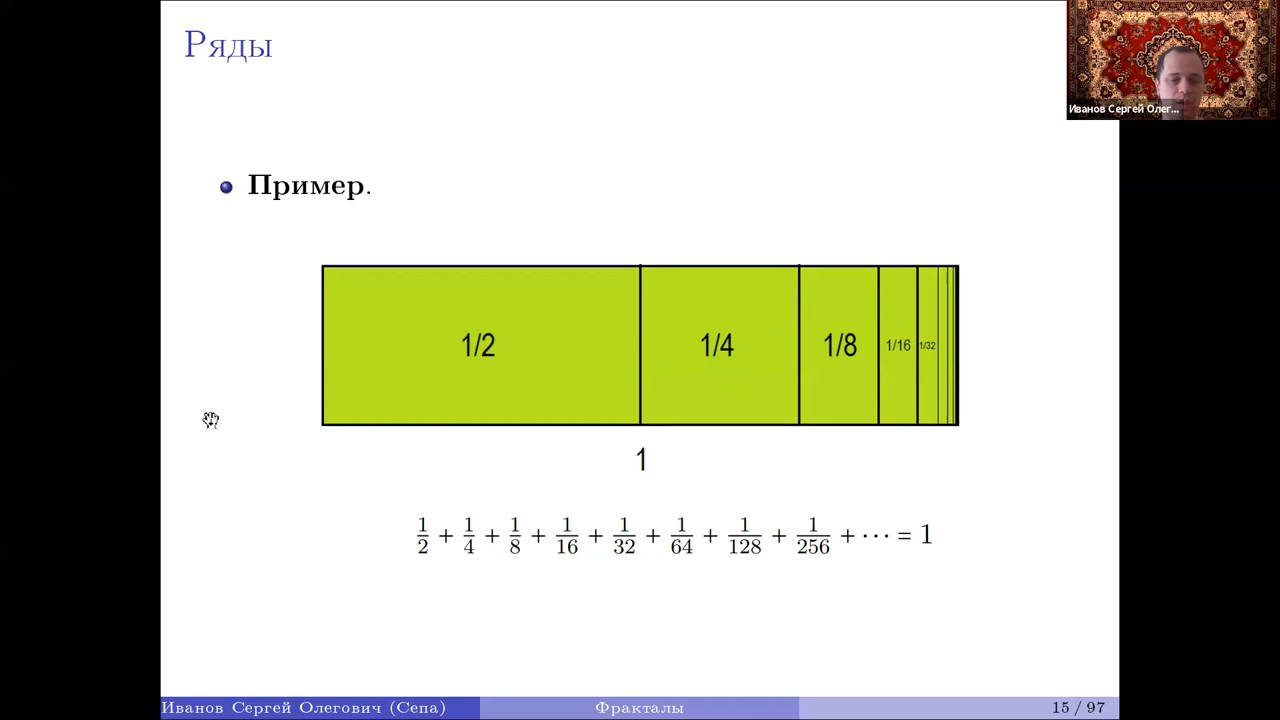 Ряды
Иванов Сергей Олег...
Пример.
1/2 1/4 1/8 1/16 1/32
1
1/2 + 1/4 + 1/8 + 1/16 + 1/32 + 1/64 + 1/128 + 1/256 + ⋯ = 1
Иванов Сергей Олегович (Сепа) Фракталы 15 / 97